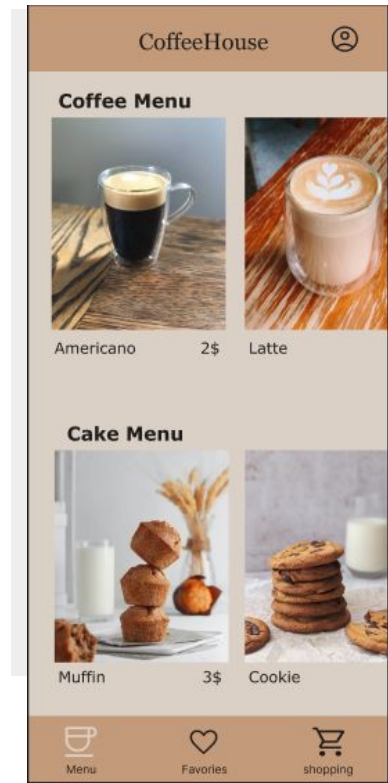 CoffeeHouse
Coffee Menu
Americano 2$ Latte
Cake Menu
Muffin 3$ Cookie
Menu Favories shopping